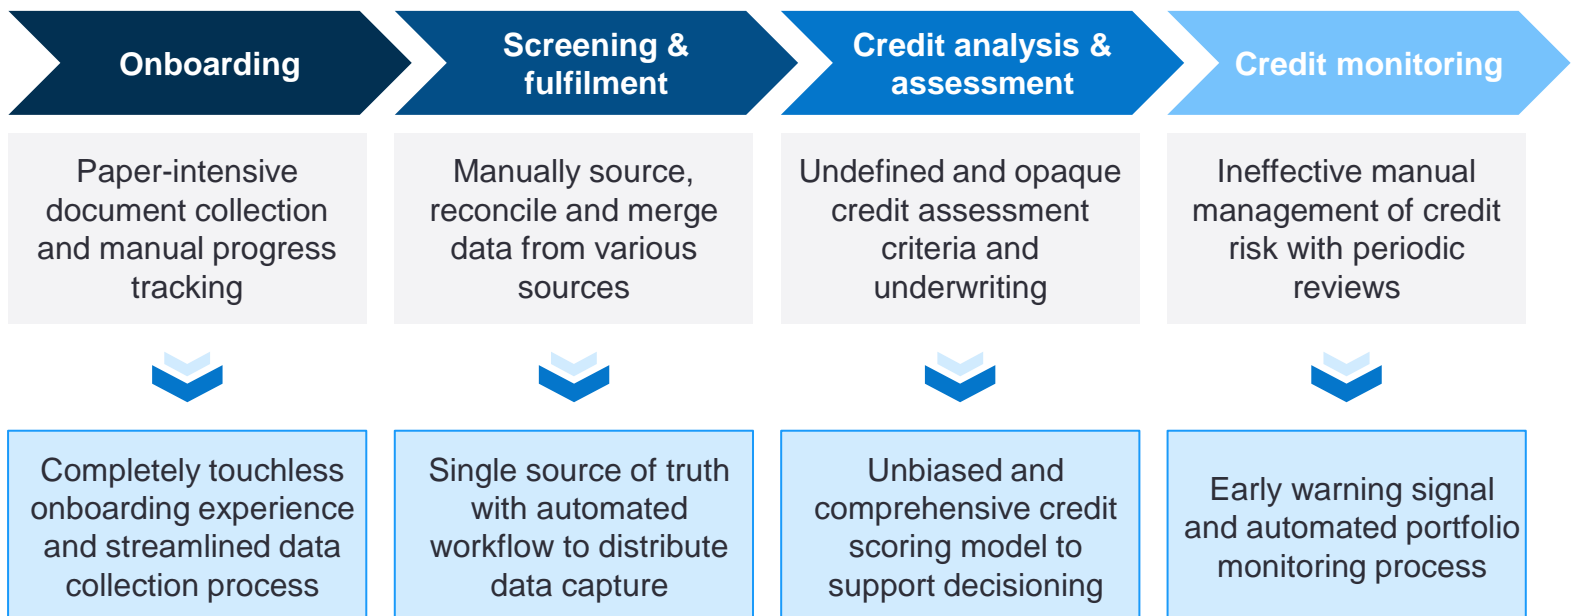 Onboarding
Screening &
fulfilment
Credit analysis &
assessment
Credit monitoring
Paper-intensive
document collection
and manual progress
tracking
Manually source,
reconcile and merge
data from various
sources
Undefined and opaque
credit assessment
criteria and
underwriting
Ineffective manual
management of credit
risk with periodic
reviews
Completely touchless
onboarding experience
and streamlined data
collection process
Single source of truth
with automated
workflow to distribute
data capture
Unbiased and
comprehensive credit
scoring model to
support decisioning
Early warning signal
and automated portfolio
monitoring process